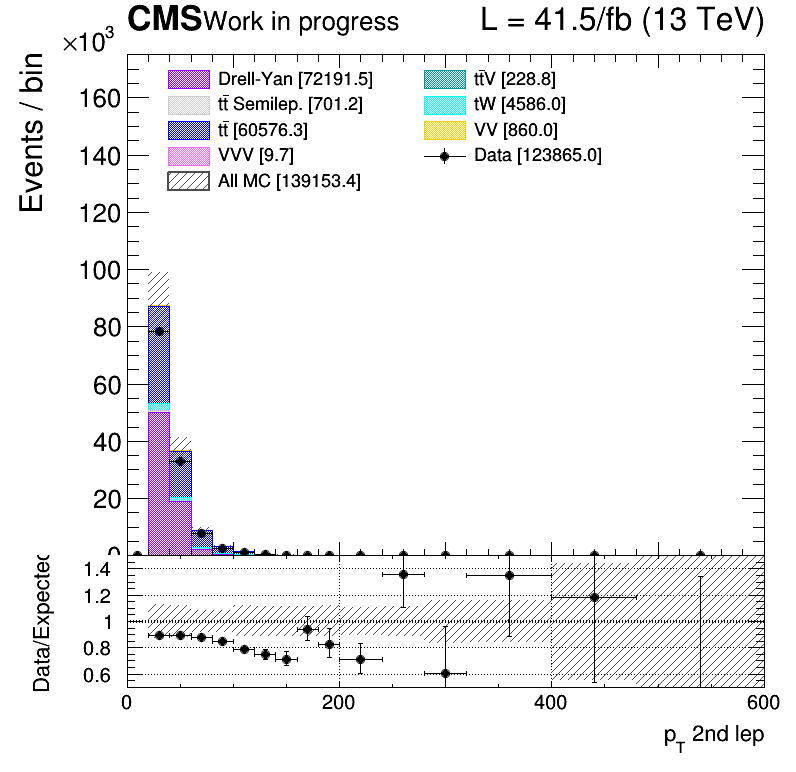 CMS Work in progress L = 41.5/fb (13 TeV)
×10³
Events / bin
Drell-Yan [72191.5]
tt̄ Semilep. [701.2]
tt̄ [60576.3]
VVV [9.7]
All MC [139153.4]
tt̄V [228.8]
tW [4586.0]
VV [860.0]
Data [123865.0]
160
140
120
100
80
60
40
20
0
Data/Expected
1.4
1.2
1
0.8
0.6
0 200 400 600
p_T 2nd lep